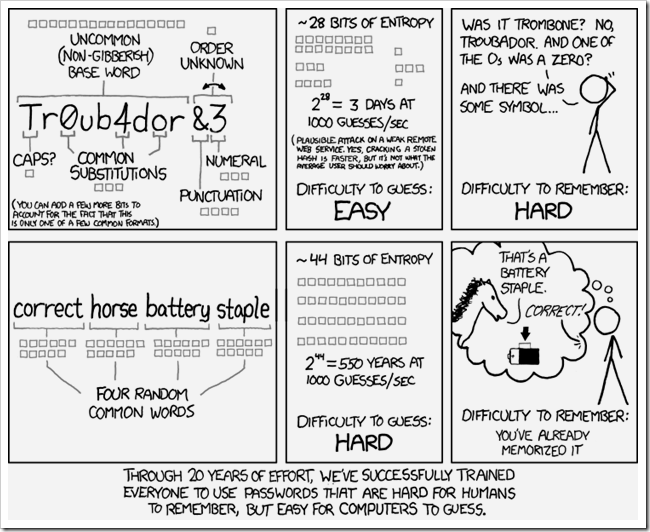 UNCOMMON
(NON-GIBBERISH)
BASE WORD
ORDER
UNKNOWN
Tr0ub4dor &3
CAPS?
COMMON
SUBSTITUTIONS
NUMERAL
PUNCTUATION
(YOU CAN ADD A FEW MORE BITS TO
ACCOUNT FOR THE FACT THAT THIS
IS ONLY ONE OF A FEW COMMON FORMATS.)
~28 BITS OF ENTROPY
2²⁸ = 3 DAYS AT
1000 GUESSES/SEC
(PLAUSIBLE ATTACK ON A WEAK REMOTE
WEB SERVICE. YES, CRACKING A STOLEN
HASH IS FASTER, BUT IT'S NOT WHAT THE
AVERAGE USER SHOULD WORRY ABOUT.)
DIFFICULTY TO GUESS:
EASY
WAS IT TROMBONE? NO,
TROUBADOR. AND ONE OF
THE Os WAS A ZERO?
AND THERE WAS
SOME SYMBOL...
DIFFICULTY TO REMEMBER:
HARD
correct horse battery staple
FOUR RANDOM
COMMON WORDS
~44 BITS OF ENTROPY
2⁴⁴ = 550 YEARS AT
1000 GUESSES/SEC
DIFFICULTY TO GUESS:
HARD
THAT'S A
BATTERY
STAPLE.
CORRECT!
DIFFICULTY TO REMEMBER:
YOU'VE ALREADY
MEMORIZED IT
THROUGH 20 YEARS OF EFFORT, WE'VE SUCCESSFULLY TRAINED
EVERYONE TO USE PASSWORDS THAT ARE HARD FOR HUMANS
TO REMEMBER, BUT EASY FOR COMPUTERS TO GUESS.